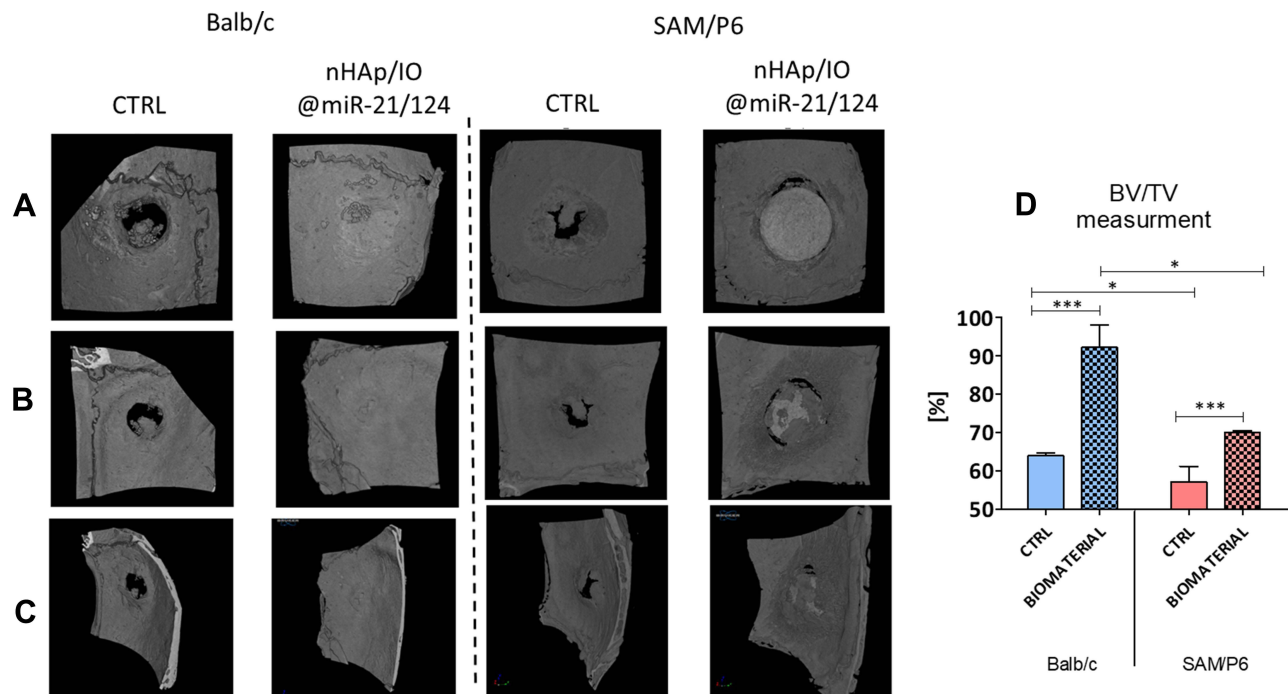 Balb/c
SAM/P6
CTRL
nHAp/IO
@miR-21/124
CTRL
nHAp/IO
@miR-21/124
A
B
C
D
BV/TV
measurment
*
*
***
***
[%]
100
90
80
70
60
50
CTRL
BIOMATERIAL
CTRL
BIOMATERIAL
Balb/c
SAM/P6